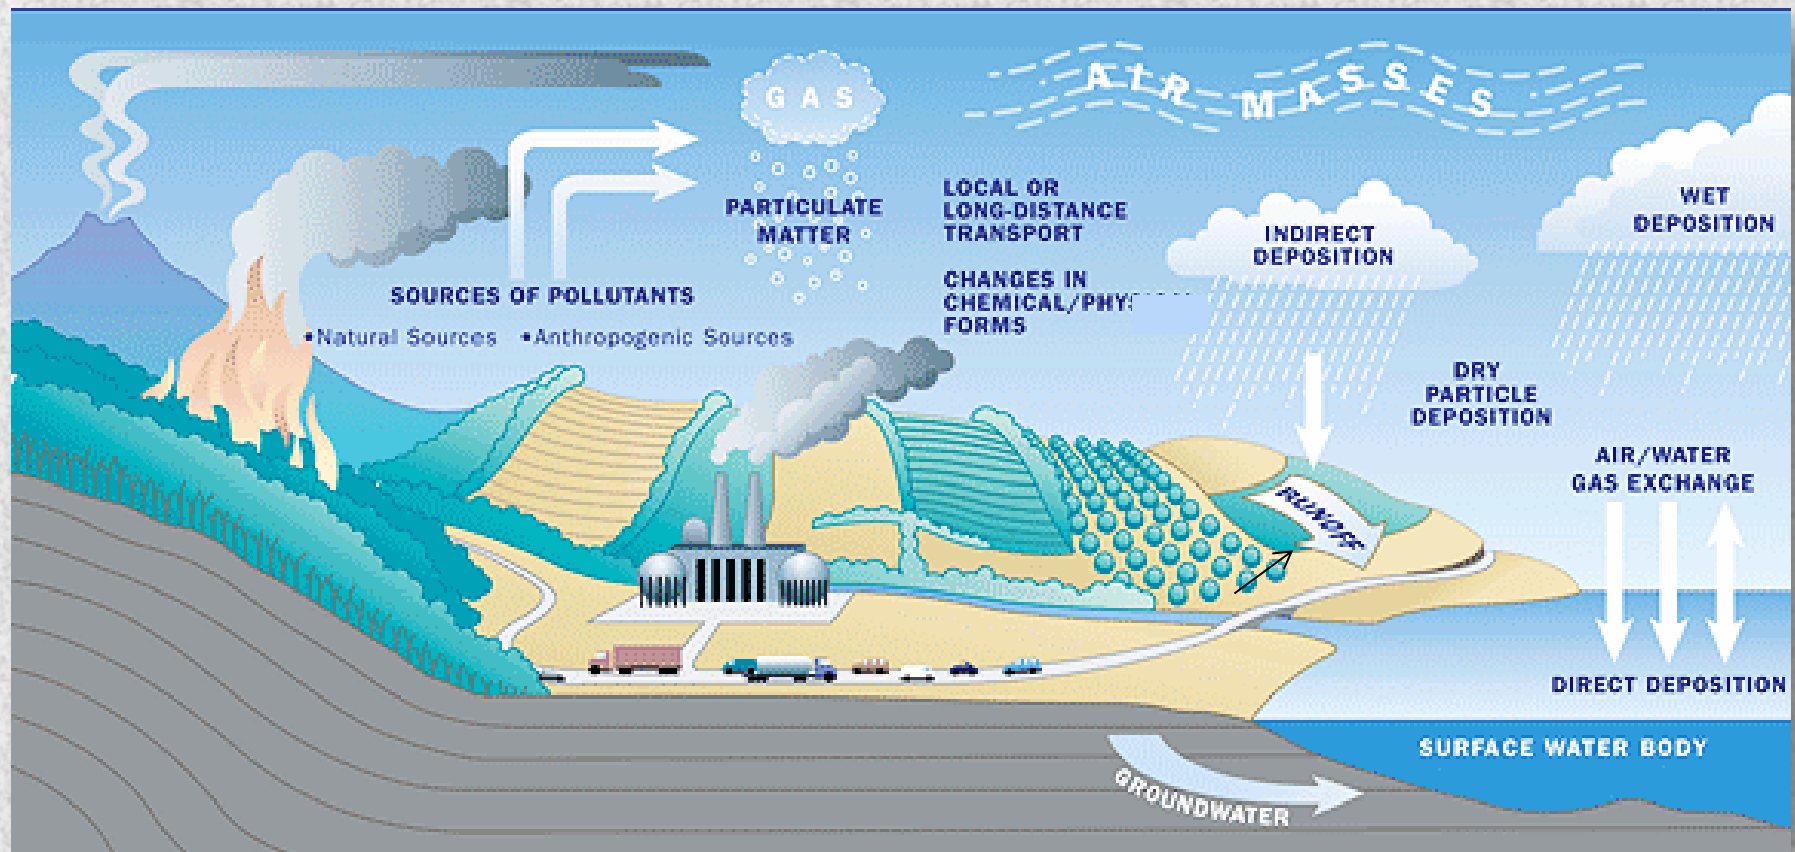 AIR MASSES
GAS
PARTICULATE
MATTER
LOCAL OR
LONG-DISTANCE
TRANSPORT
CHANGES IN
CHEMICAL/PHYS
FORMS
INDIRECT
DEPOSITION
WET
DEPOSITION
SOURCES OF POLLUTANTS
•Natural Sources •Anthropogenic Sources
DRY
PARTICLE
DEPOSITION
AIR/WATER
GAS EXCHANGE
RUNOFF
DIRECT DEPOSITION
SURFACE WATER BODY
GROUNDWATER